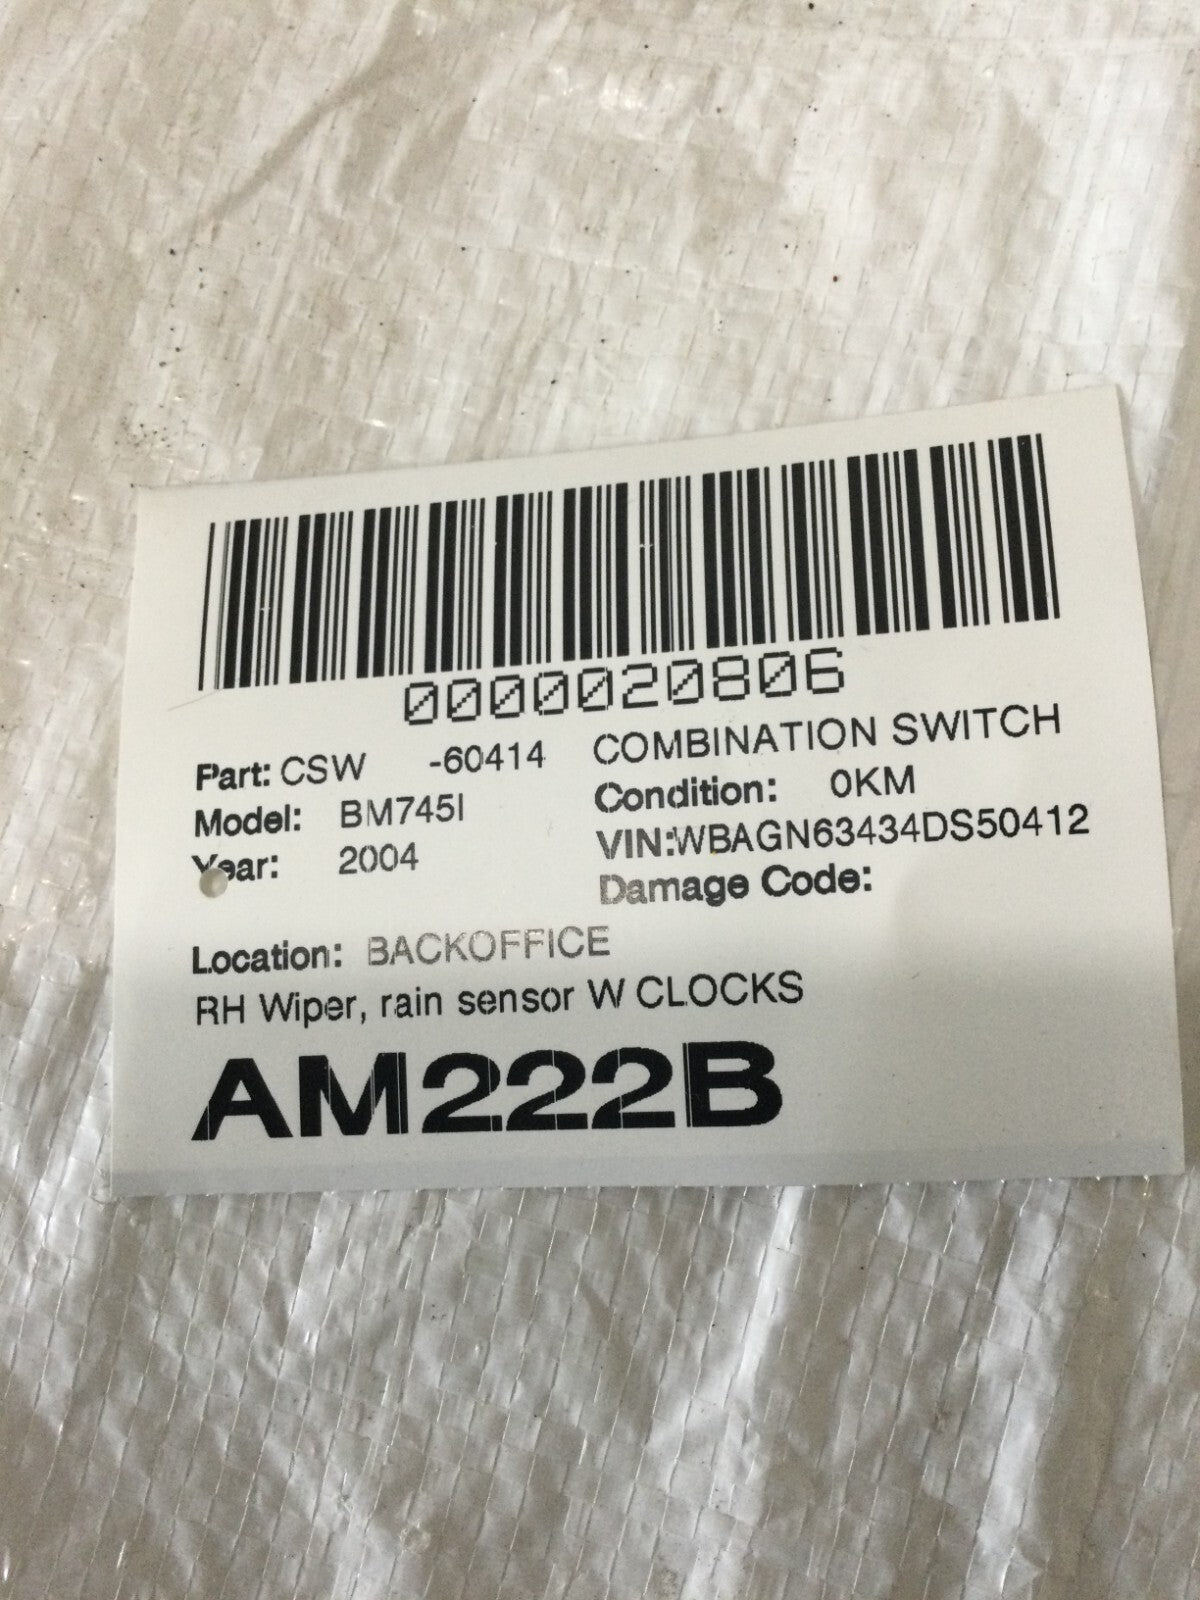 0000020806
Part: CSW -60414 COMBINATION SWITCH
Model: BM745I Condition: 0KM
Year: 2004 VIN:WBAGN63434DS50412
Damage Code:
Location: BACKOFFICE
RH Wiper, rain sensor W CLOCKS
AM222B